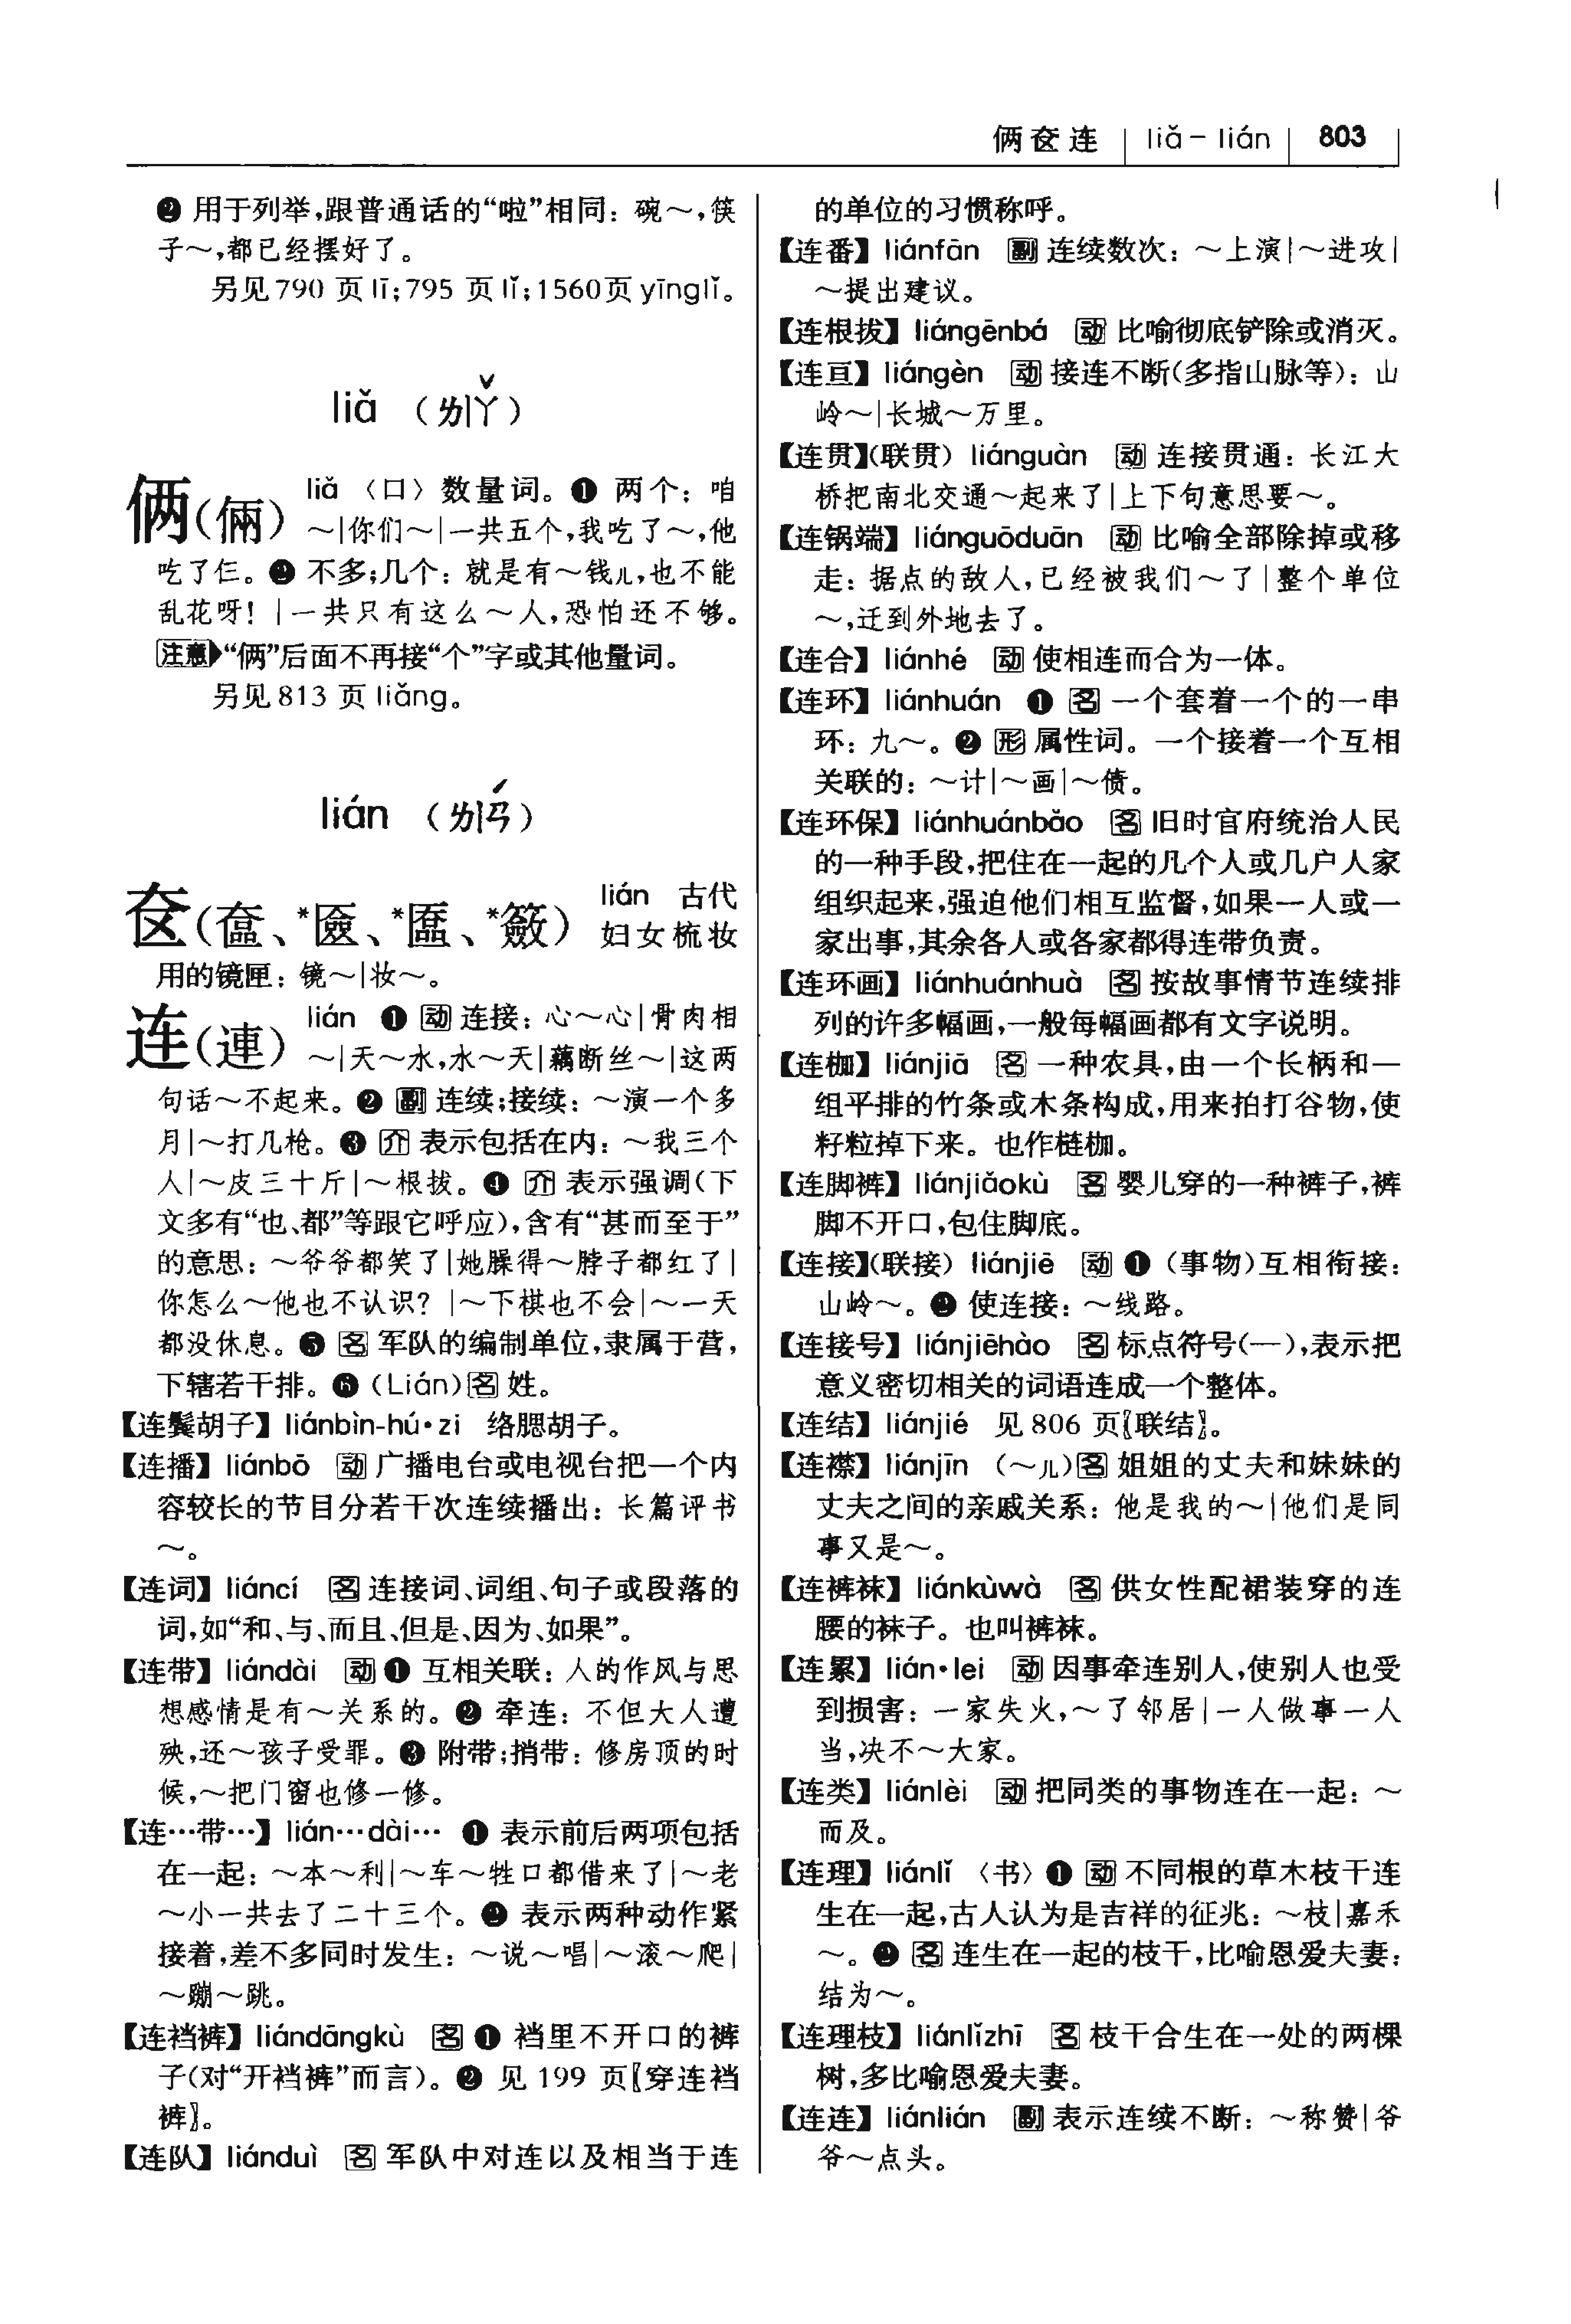 俩奁连 | liǎ – lián | 803
❷ 用于列举,跟普通话的“啦”相同：碗～,筷
子～,都已经摆好了。
另见790 页 lī;795 页 lǐ;1560页 yīnglǐ。
liǎ （ㄌㄧㄚˇ）
俩(倆) liǎ 〈口〉数量词。❶ 两个：咱
～|你们～|一共五个,我吃了～,他
吃了仨。❷ 不多;几个：就是有～钱儿,也不能
乱花呀！|一共只有这么～人,恐怕还不够。
注意▶“俩”后面不再接“个”字或其他量词。
另见 813 页 liǎng。
lián （ㄌㄧㄢˊ）
奁(奩、*匳、*匲、*籢) lián 古代
妇女梳妆
用的镜匣：镜～|妆～。
连(連) lián ❶ 动 连接：心～心|骨肉相
～|天～水,水～天|藕断丝～|这两
句话～不起来。❷ 副 连续;接续：～演一个多
月|～打几枪。❸ 介 表示包括在内：～我三个
人|～皮三十斤|～根拔。❹ 介 表示强调(下
文多有“也、都”等跟它呼应),含有“甚而至于”
的意思：～爷爷都笑了|她臊得～脖子都红了|
你怎么～他也不认识？|～下棋也不会|～一天
都没休息。❺ 名 军队的编制单位,隶属于营,
下辖若干排。❻ (Lián)名 姓。
【连鬓胡子】liánbìn-hú·zi 络腮胡子。
【连播】liánbō 动 广播电台或电视台把一个内
容较长的节目分若干次连续播出：长篇评书
～。
【连词】liáncí 名 连接词、词组、句子或段落的
词,如“和、与、而且、但是、因为、如果”。
【连带】liándài 动 ❶ 互相关联：人的作风与思
想感情是有～关系的。❷ 牵连：不但大人遭
殃,还～孩子受罪。❸ 附带;捎带：修房顶的时
候,～把门窗也修一修。
【连…带…】lián…dài… ❶ 表示前后两项包括
在一起：～本～利|～车～牲口都借来了|～老
～小一共去了二十三个。❷ 表示两种动作紧
接着,差不多同时发生：～说～唱|～滚～爬|
～蹦～跳。
【连裆裤】liándāngkù 名 ❶ 裆里不开口的裤
子(对“开裆裤”而言)。❷ 见 199 页〖穿连裆
裤〗。
【连队】liánduì 名 军队中对连以及相当于连
的单位的习惯称呼。
【连番】liánfān 副 连续数次：～上演|～进攻|
～提出建议。
【连根拔】liángēnbá 动 比喻彻底铲除或消灭。
【连亘】liángèn 动 接连不断(多指山脉等)：山
岭～|长城～万里。
【连贯】(联贯) liánguàn 动 连接贯通：长江大
桥把南北交通～起来了|上下句意思要～。
【连锅端】liánguōduān 动 比喻全部除掉或移
走：据点的敌人,已经被我们～了|整个单位
～,迁到外地去了。
【连合】liánhé 动 使相连而合为一体。
【连环】liánhuán ❶ 名 一个套着一个的一串
环：九～。❷ 形 属性词。一个接着一个互相
关联的：～计|～画|～债。
【连环保】liánhuánbǎo 名 旧时官府统治人民
的一种手段,把住在一起的几个人或几户人家
组织起来,强迫他们相互监督,如果一人或一
家出事,其余各人或各家都得连带负责。
【连环画】liánhuánhuà 名 按故事情节连续排
列的许多幅画,一般每幅画都有文字说明。
【连枷】liánjiā 名 一种农具,由一个长柄和一
组平排的竹条或木条构成,用来拍打谷物,使
籽粒掉下来。也作梿枷。
【连脚裤】liánjiǎokù 名 婴儿穿的一种裤子,裤
脚不开口,包住脚底。
【连接】(联接) liánjiē 动 ❶ (事物)互相衔接：
山岭～。❷ 使连接：～线路。
【连接号】liánjiēhào 名 标点符号(—),表示把
意义密切相关的词语连成一个整体。
【连结】liánjié 见 806 页〖联结〗。
【连襟】liánjīn （～儿)名 姐姐的丈夫和妹妹的
丈夫之间的亲戚关系：他是我的～|他们是同
事又是～。
【连裤袜】liánkùwà 名 供女性配裙装穿的连
腰的袜子。也叫裤袜。
【连累】lián·lei 动 因事牵连别人,使别人也受
到损害：一家失火,～了邻居|一人做事一人
当,决不～大家。
【连类】liánlèi 动 把同类的事物连在一起：～
而及。
【连理】liánlǐ 〈书〉❶ 动 不同根的草木枝干连
生在一起,古人认为是吉祥的征兆：～枝|嘉禾
～。❷ 名 连生在一起的枝干,比喻恩爱夫妻：
结为～。
【连理枝】liánlǐzhī 名 枝干合生在一处的两棵
树,多比喻恩爱夫妻。
【连连】liánlián 副 表示连续不断：～称赞|爷
爷～点头。